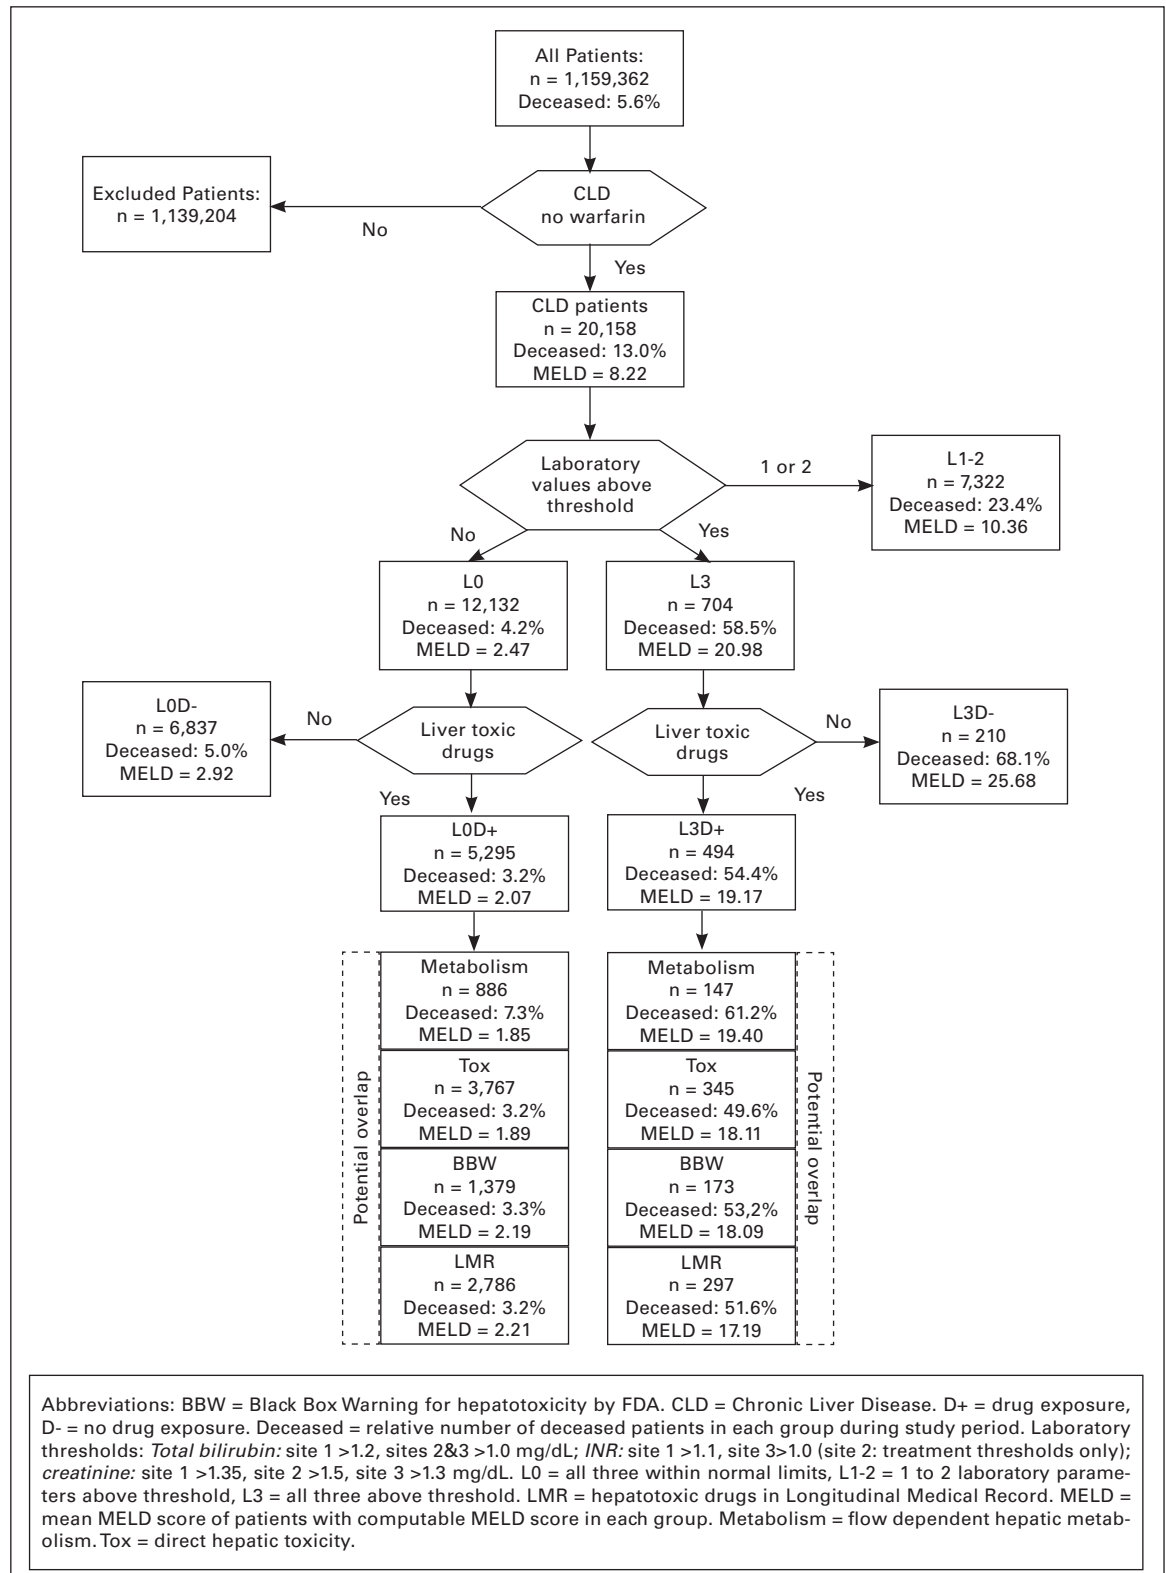 All Patients:
n = 1,159,362
Deceased: 5.6%
Excluded Patients:
n = 1,139,204
No
CLD
no warfarin
Yes
CLD patients
n = 20,158
Deceased: 13.0%
MELD = 8.22
Laboratory
values above
threshold
1 or 2
L1-2
n = 7,322
Deceased: 23.4%
MELD = 10.36
No
Yes
L0
n = 12,132
Deceased: 4.2%
MELD = 2.47
L3
n = 704
Deceased: 58.5%
MELD = 20.98
L0D-
n = 6,837
Deceased: 5.0%
MELD = 2.92
No
Liver toxic
drugs
Liver toxic
drugs
No
L3D-
n = 210
Deceased: 68.1%
MELD = 25.68
Yes
Yes
L0D+
n = 5,295
Deceased: 3.2%
MELD = 2.07
L3D+
n = 494
Deceased: 54.4%
MELD = 19.17
Potential overlap
Metabolism
n = 886
Deceased: 7.3%
MELD = 1.85
Tox
n = 3,767
Deceased: 3.2%
MELD = 1.89
BBW
n = 1,379
Deceased: 3.3%
MELD = 2.19
LMR
n = 2,786
Deceased: 3.2%
MELD = 2.21
Metabolism
n = 147
Deceased: 61.2%
MELD = 19.40
Tox
n = 345
Deceased: 49.6%
MELD = 18.11
BBW
n = 173
Deceased: 53,2%
MELD = 18.09
LMR
n = 297
Deceased: 51.6%
MELD = 17.19
Potential overlap
Abbreviations: BBW = Black Box Warning for hepatotoxicity by FDA. CLD = Chronic Liver Disease. D+ = drug exposure,
D- = no drug exposure. Deceased = relative number of deceased patients in each group during study period. Laboratory
thresholds: Total bilirubin: site 1 >1.2, sites 2&3 >1.0 mg/dL; INR: site 1 >1.1, site 3>1.0 (site 2: treatment thresholds only);
creatinine: site 1 >1.35, site 2 >1.5, site 3 >1.3 mg/dL. L0 = all three within normal limits, L1-2 = 1 to 2 laboratory parame-
ters above threshold, L3 = all three above threshold. LMR = hepatotoxic drugs in Longitudinal Medical Record. MELD =
mean MELD score of patients with computable MELD score in each group. Metabolism = flow dependent hepatic metab-
olism. Tox = direct hepatic toxicity.